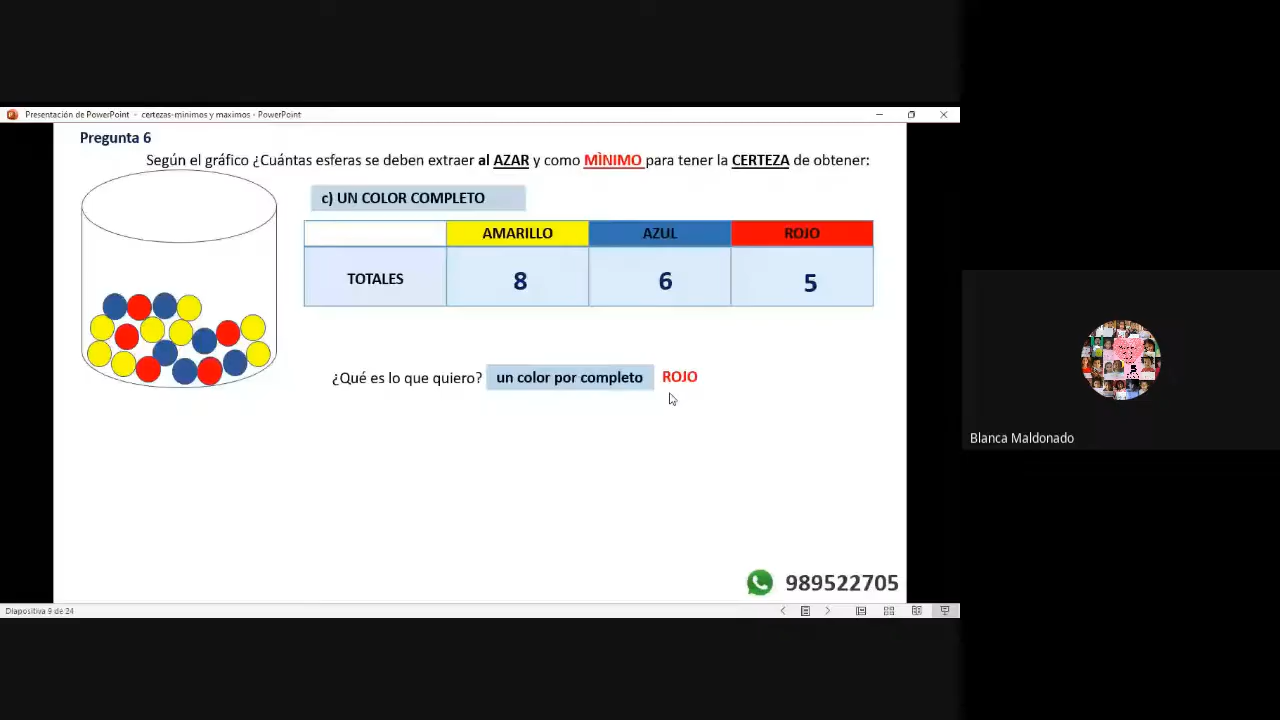 Presentación de PowerPoint - certezas-minimos y maximos - PowerPoint
Pregunta 6
Según el gráfico ¿Cuántas esferas se deben extraer al AZAR y como MÌNIMO para tener la CERTEZA de obtener:
c) UN COLOR COMPLETO
AMARILLO AZUL ROJO
TOTALES 8 6 5
¿Qué es lo que quiero? un color por completo ROJO
Blanca Maldonado
989522705
Diapositiva 9 de 24